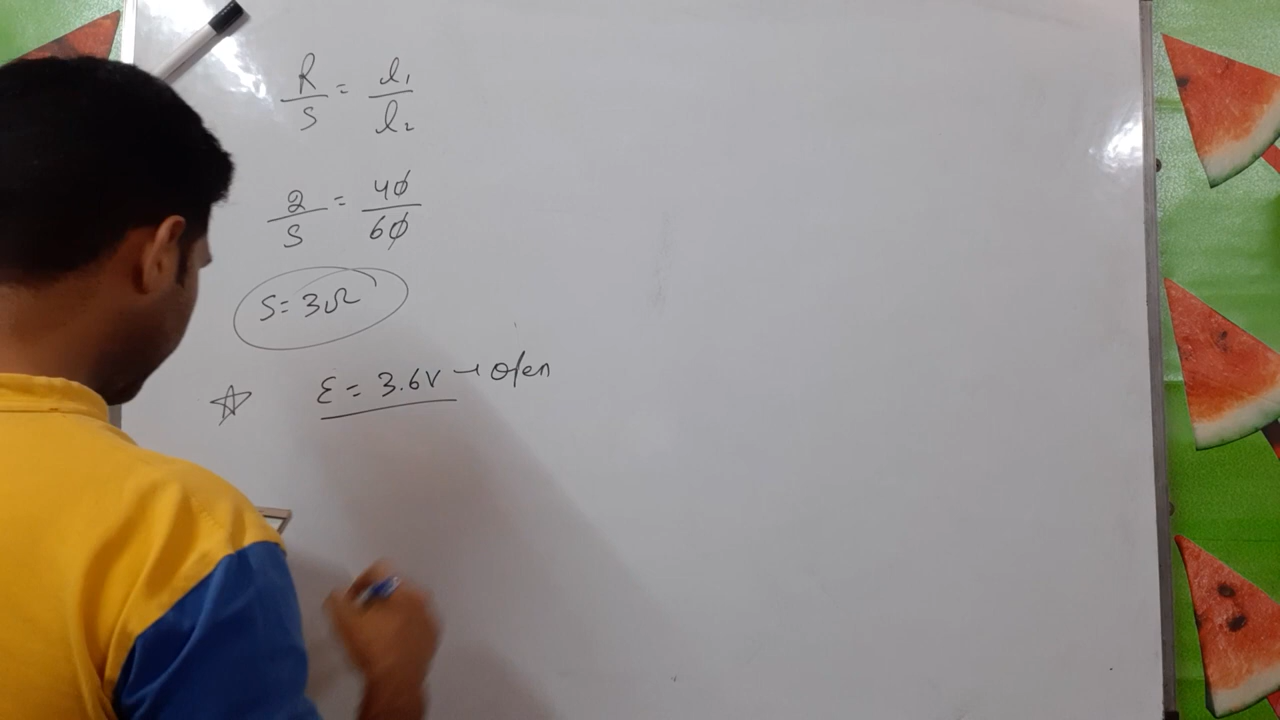 R/S = l₁/l₂
2/S = 40/60
S = 3Ω
☆ ε = 3.6V → open